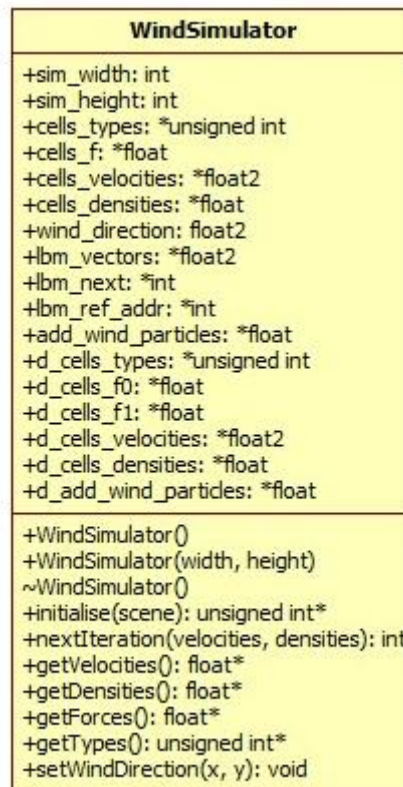 WindSimulator
+sim_width: int
+sim_height: int
+cells_types: *unsigned int
+cells_f: *float
+cells_velocities: *float2
+cells_densities: *float
+wind_direction: float2
+lbm_vectors: *float2
+lbm_next: *int
+lbm_ref_addr: *int
+add_wind_particles: *float
+d_cells_types: *unsigned int
+d_cells_f0: *float
+d_cells_f1: *float
+d_cells_velocities: *float2
+d_cells_densities: *float
+d_add_wind_particles: *float
+WindSimulator()
+WindSimulator(width, height)
~WindSimulator()
+initialise(scene): unsigned int*
+nextIteration(velocities, densities): int
+getVelocities(): float*
+getDensities(): float*
+getForces(): float*
+getTypes(): unsigned int*
+setWindDirection(x, y): void